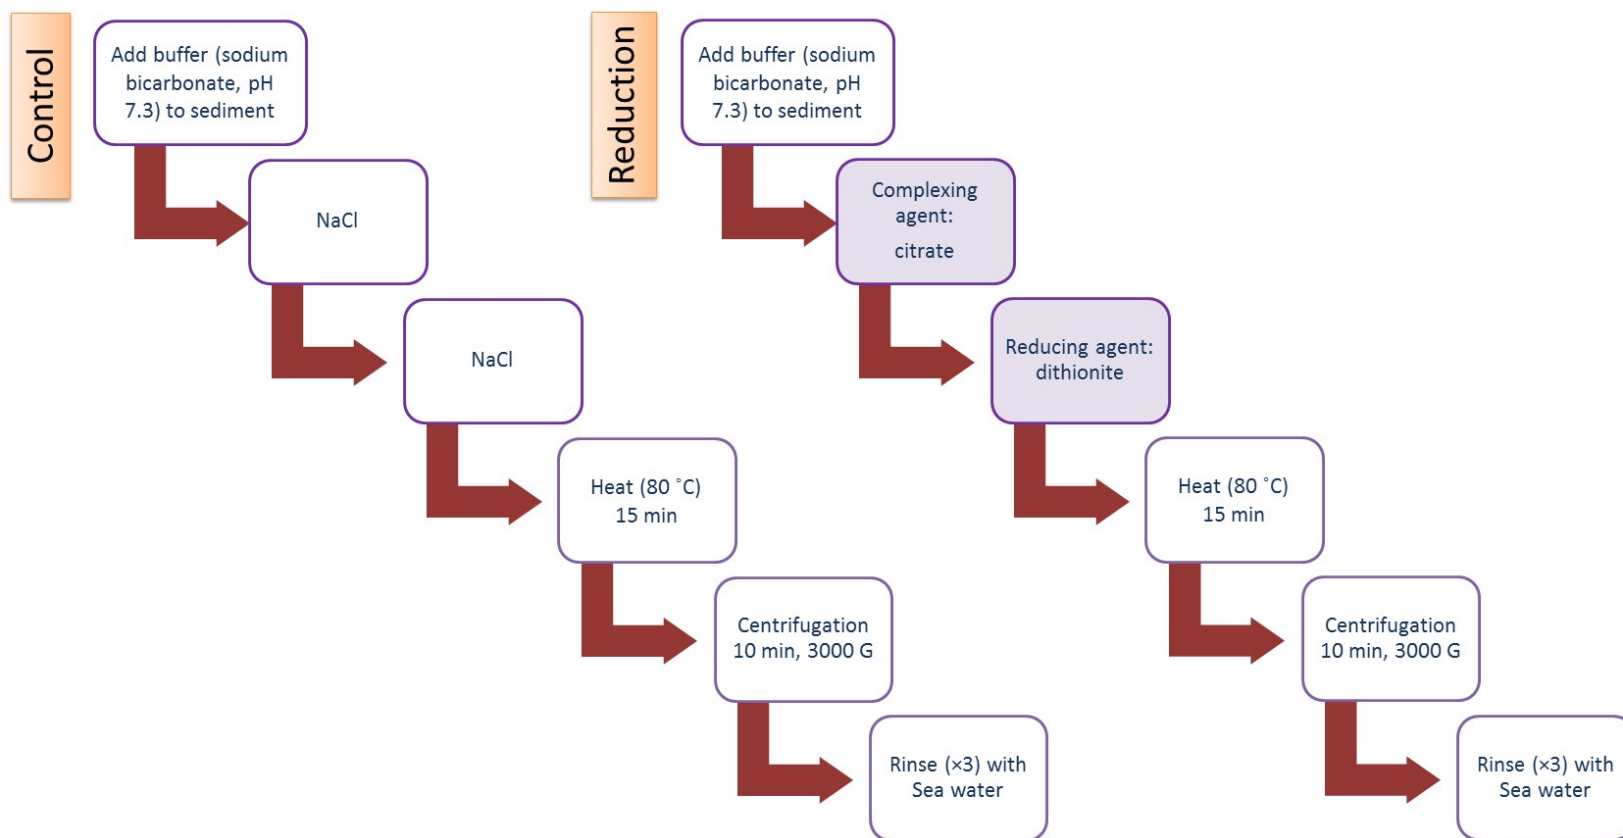 Control
Add buffer (sodium
bicarbonate, pH
7.3) to sediment
NaCl
NaCl
Heat (80 ˚C)
15 min
Centrifugation
10 min, 3000 G
Rinse (×3) with
Sea water
Reduction
Add buffer (sodium
bicarbonate, pH
7.3) to sediment
Complexing
agent:
citrate
Reducing agent:
dithionite
Heat (80 ˚C)
15 min
Centrifugation
10 min, 3000 G
Rinse (×3) with
Sea water